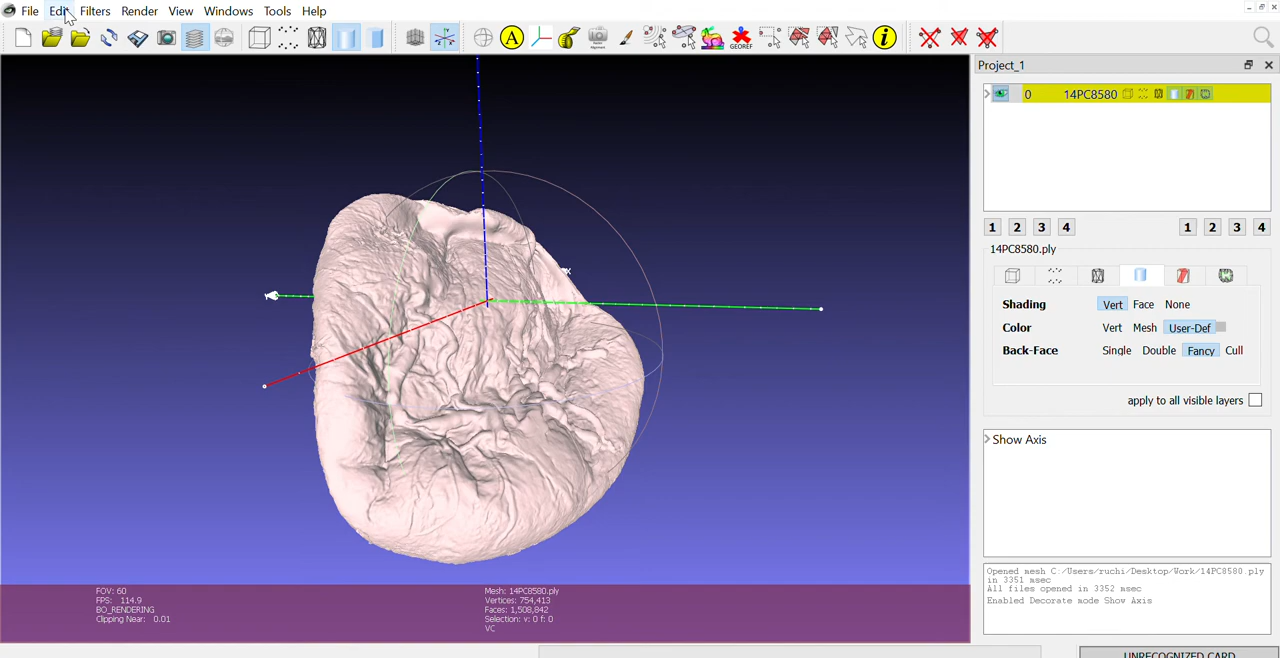 File Edit Filters Render View Windows Tools Help
A GEOREF i
Project_1
0 14PC8580
1 2 3 4 1 2 3 4
14PC8580.ply
Shading Vert Face None
Color Vert Mesh User-Def
Back-Face Single Double Fancy Cull
apply to all visible layers
Show Axis
Opened mesh C:/Users/ruchi/Desktop/Work/14PC8580.ply
in 3351 msec
All files opened in 3352 msec
Enabled Decorate mode Show Axis
FOV: 60
FPS: 114.9
BO_RENDERING
Clipping Near: 0.01
Mesh: 14PC8580.ply
Vertices: 754,413
Faces: 1,508,842
Selection: v: 0 f: 0
VC
UNRECOGNIZED CARD